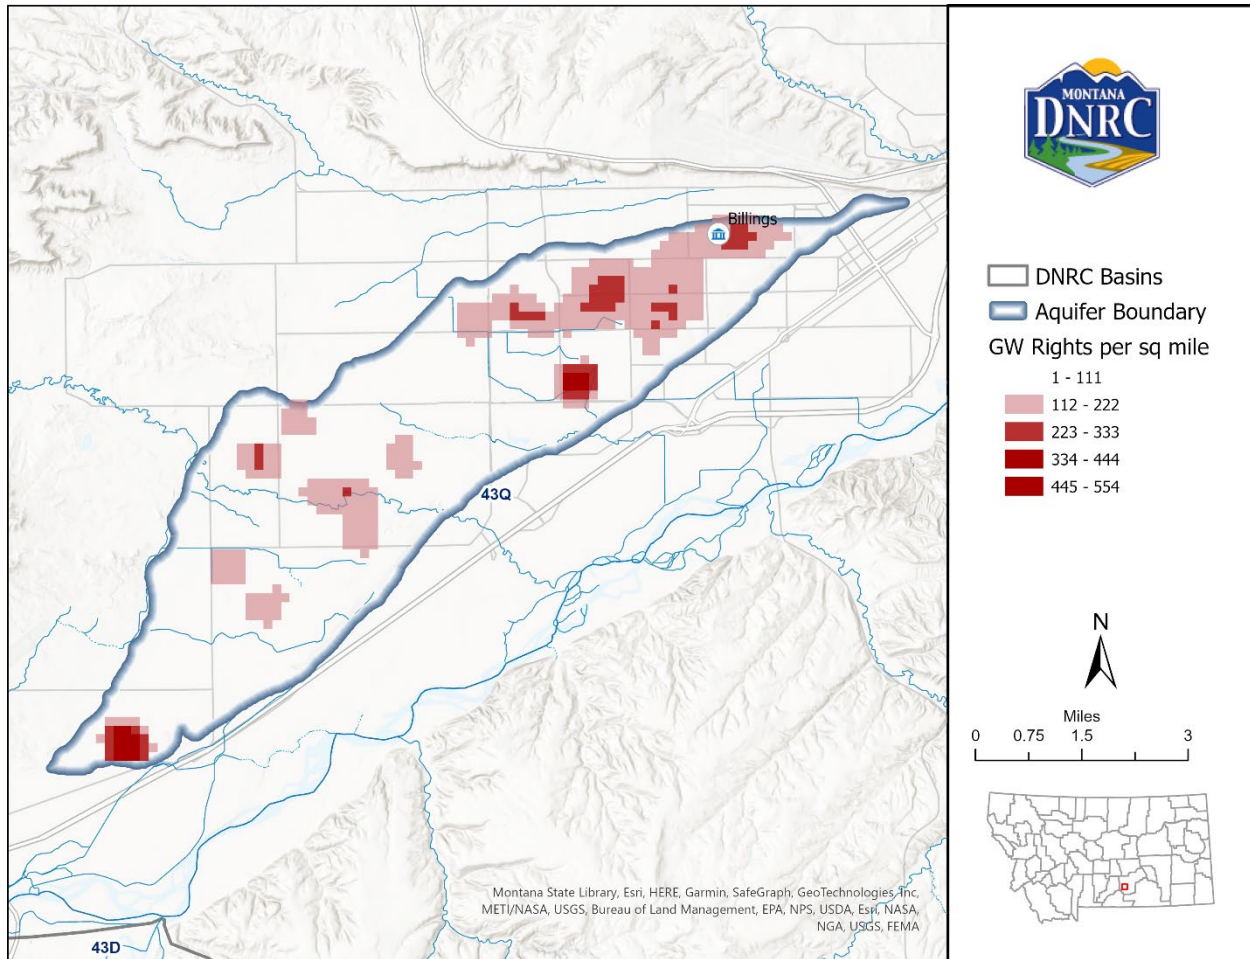 Billings
43Q
43D
Montana State Library, Esri, HERE, Garmin, SafeGraph, GeoTechnologies, Inc,
METI/NASA, USGS, Bureau of Land Management, EPA, NPS, USDA, Esri, NASA,
NGA, USGS, FEMA
MONTANA
DNRC
DNRC Basins
Aquifer Boundary
GW Rights per sq mile
1 - 111
112 - 222
223 - 333
334 - 444
445 - 554
N
Miles
0 0.75 1.5 3